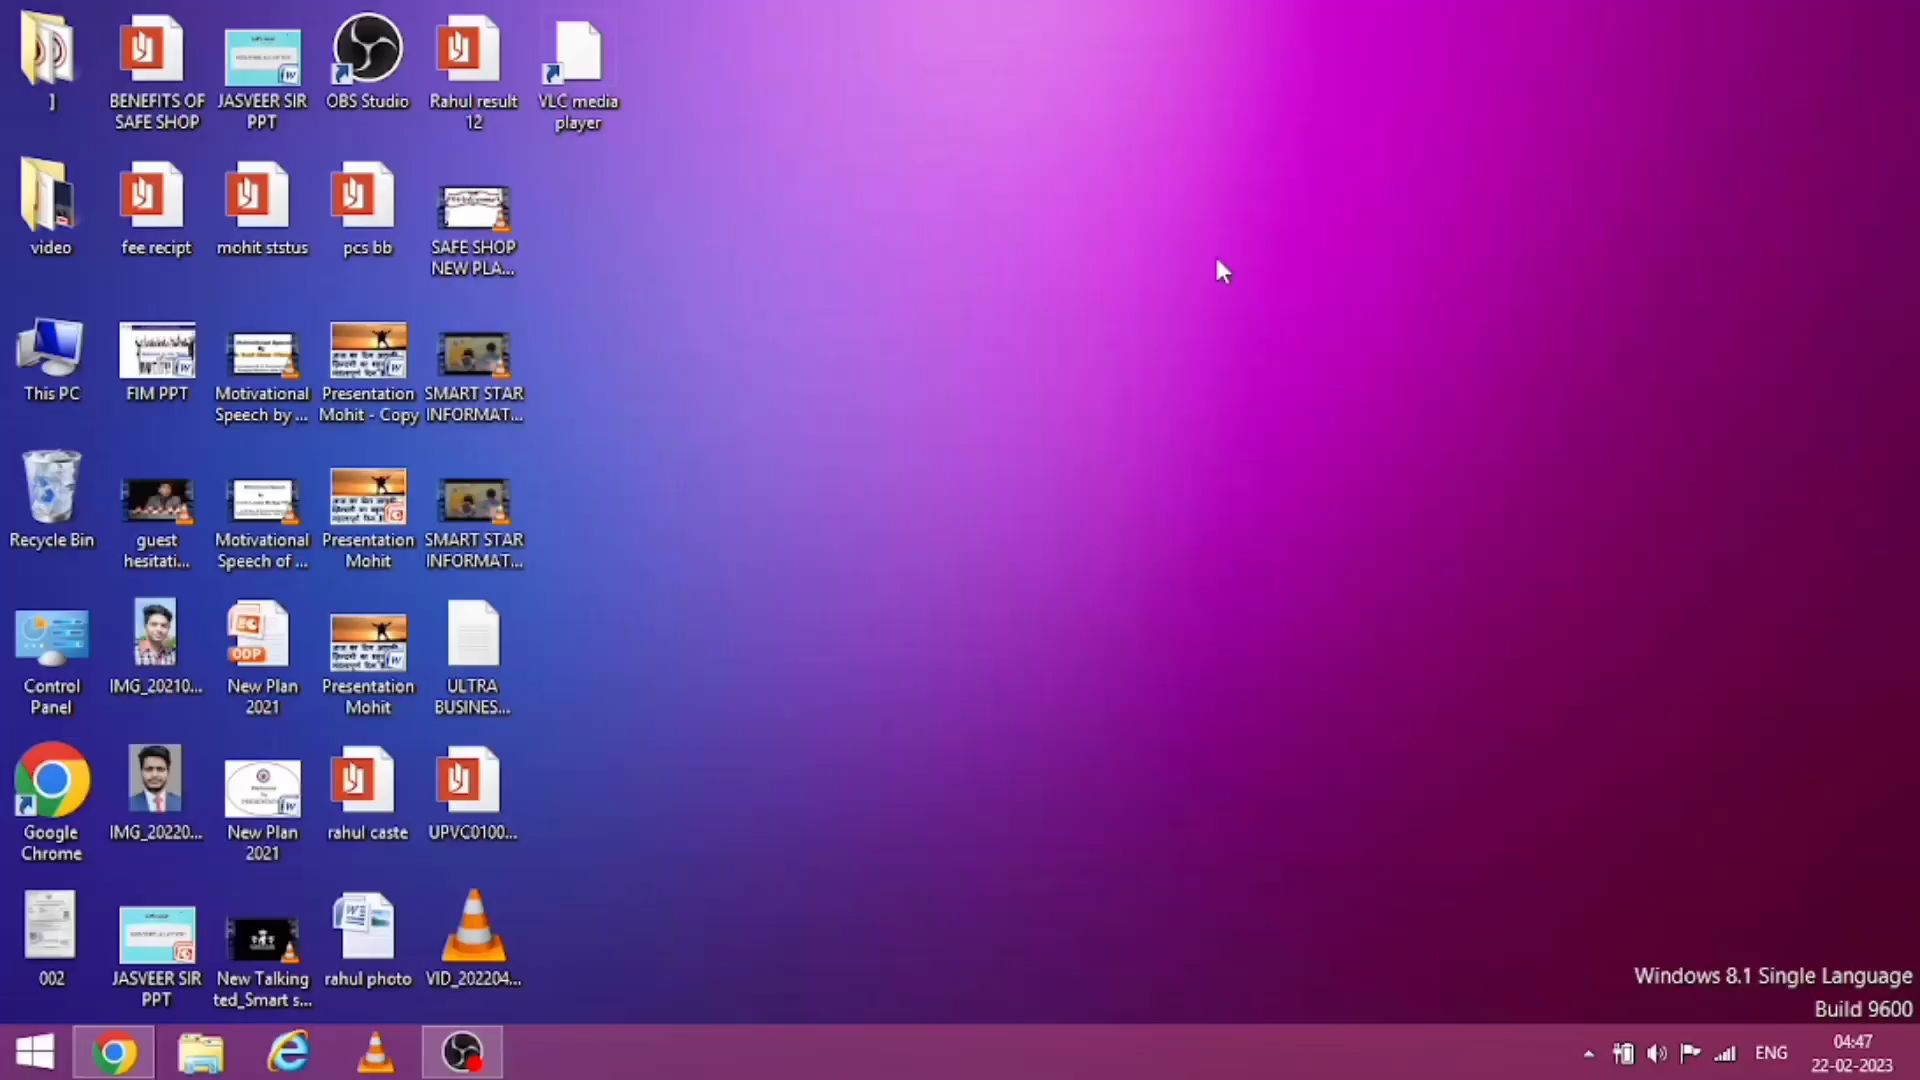 ]
BENEFITS OF
SAFE SHOP
JASVEER SIR
PPT
OBS Studio
Rahul result
12
VLC media
player
video
fee recipt
mohit ststus
pcs bb
SAFE SHOP
NEW PLA...
This PC
FIM PPT
Motivational
Speech by ...
Presentation
Mohit - Copy
SMART STAR
INFORMAT...
Recycle Bin
guest
hesitati...
Motivational
Speech of ...
Presentation
Mohit
SMART STAR
INFORMAT...
Control
Panel
IMG_20210...
New Plan
2021
ODP
Presentation
Mohit
ULTRA
BUSINES...
Google
Chrome
IMG_20220...
New Plan
2021
rahul caste
UPVC0100...
002
JASVEER SIR
PPT
New Talking
ted_Smart s...
rahul photo
VID_202204...
Windows 8.1 Single Language
Build 9600
ENG
04:47
22-02-2023